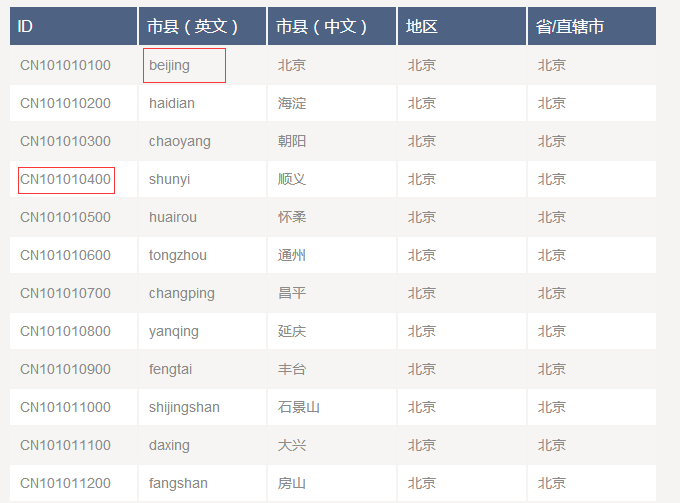 ID 市县（英文） 市县（中文） 地区 省/直辖市
CN101010100 beijing 北京 北京 北京
CN101010200 haidian 海淀 北京 北京
CN101010300 chaoyang 朝阳 北京 北京
CN101010400 shunyi 顺义 北京 北京
CN101010500 huairou 怀柔 北京 北京
CN101010600 tongzhou 通州 北京 北京
CN101010700 changping 昌平 北京 北京
CN101010800 yanqing 延庆 北京 北京
CN101010900 fengtai 丰台 北京 北京
CN101011000 shijingshan 石景山 北京 北京
CN101011100 daxing 大兴 北京 北京
CN101011200 fangshan 房山 北京 北京